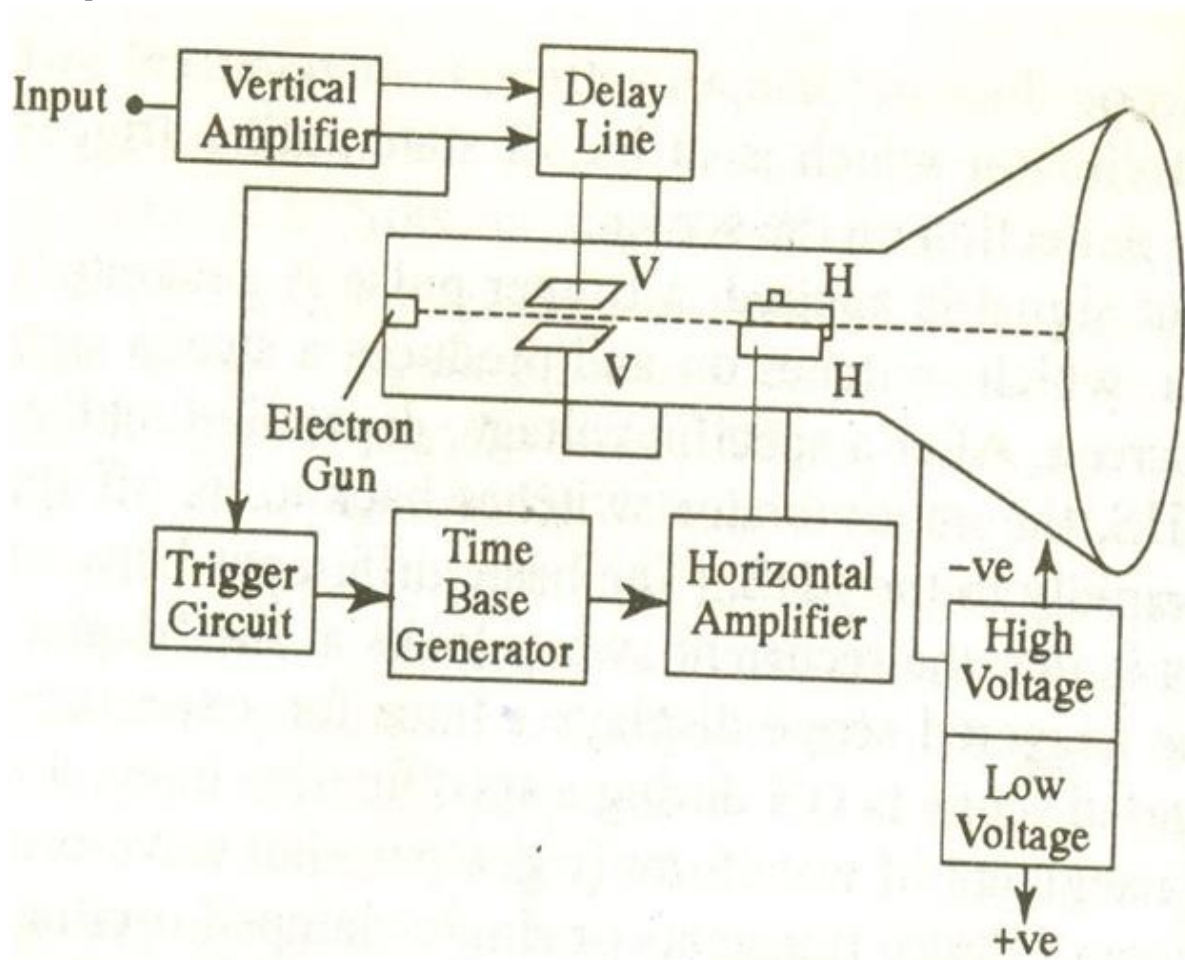 Input
Vertical
Amplifier
Delay
Line
V
V
H
H
Electron
Gun
Trigger
Circuit
Time
Base
Generator
Horizontal
Amplifier
–ve
High
Voltage
Low
Voltage
+ve